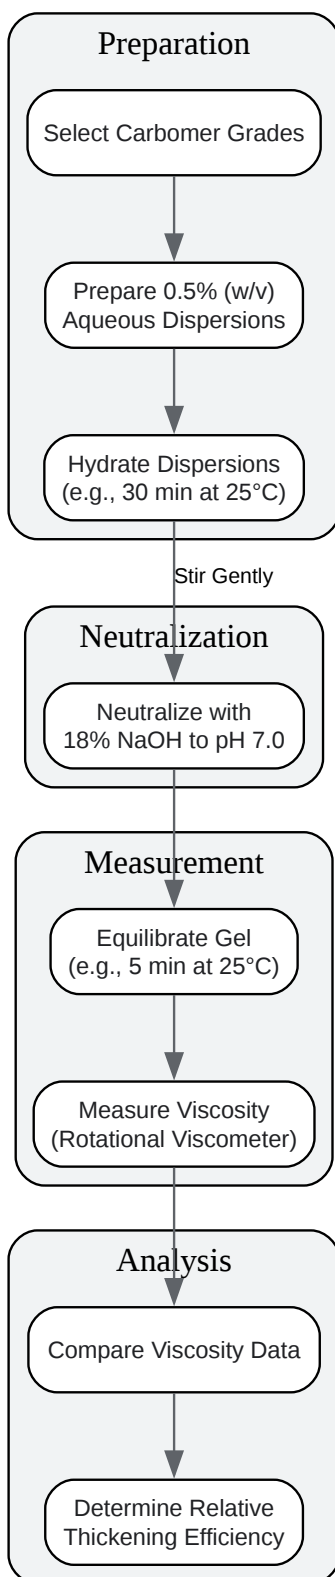 Preparation
Select Carbomer Grades
Prepare 0.5% (w/v)
Aqueous Dispersions
Hydrate Dispersions
(e.g., 30 min at 25°C)
Stir Gently
Neutralization
Neutralize with
18% NaOH to pH 7.0
Measurement
Equilibrate Gel
(e.g., 5 min at 25°C)
Measure Viscosity
(Rotational Viscometer)
Analysis
Compare Viscosity Data
Determine Relative
Thickening Efficiency